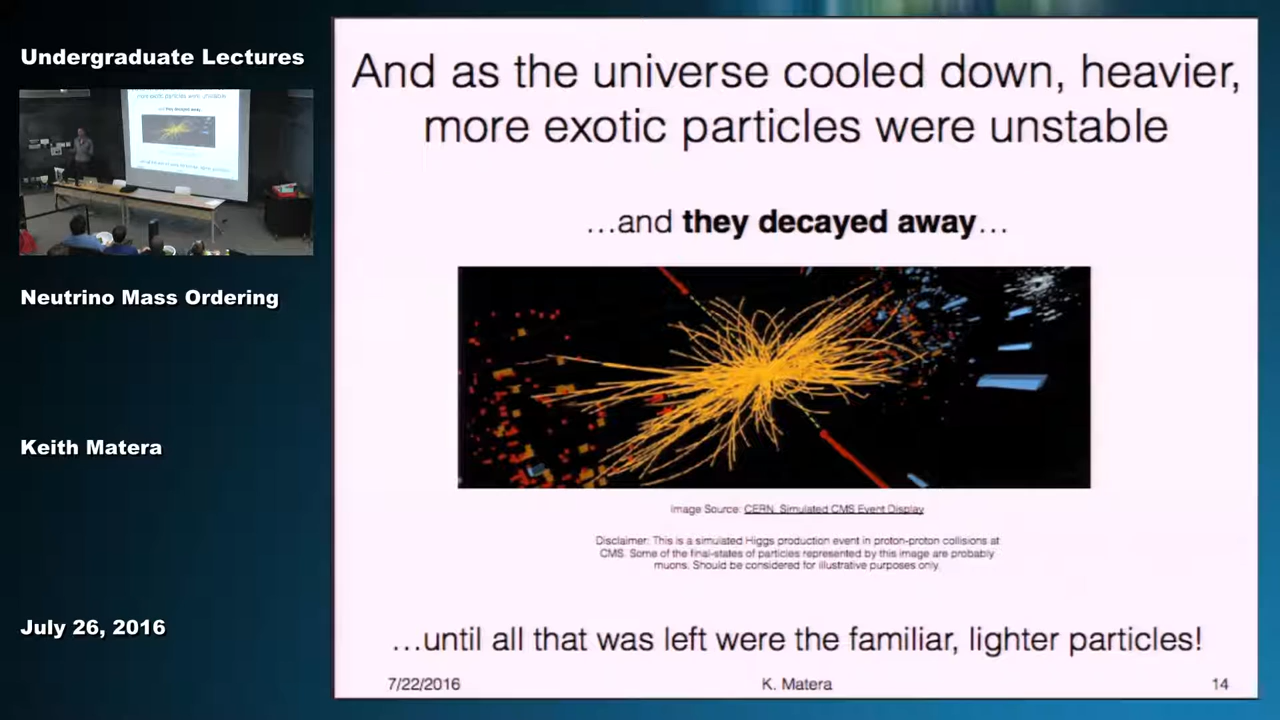 Undergraduate Lectures
Neutrino Mass Ordering
Keith Matera
July 26, 2016
And as the universe cooled down, heavier,
more exotic particles were unstable
…and they decayed away…
Image Source: CERN, Simulated CMS Event Display
Disclaimer: This is a simulated Higgs production event in proton-proton collisions at
CMS. Some of the final-states of particles represented by this image are probably
muons. Should be considered for illustrative purposes only.
…until all that was left were the familiar, lighter particles!
7/22/2016
K. Matera
14